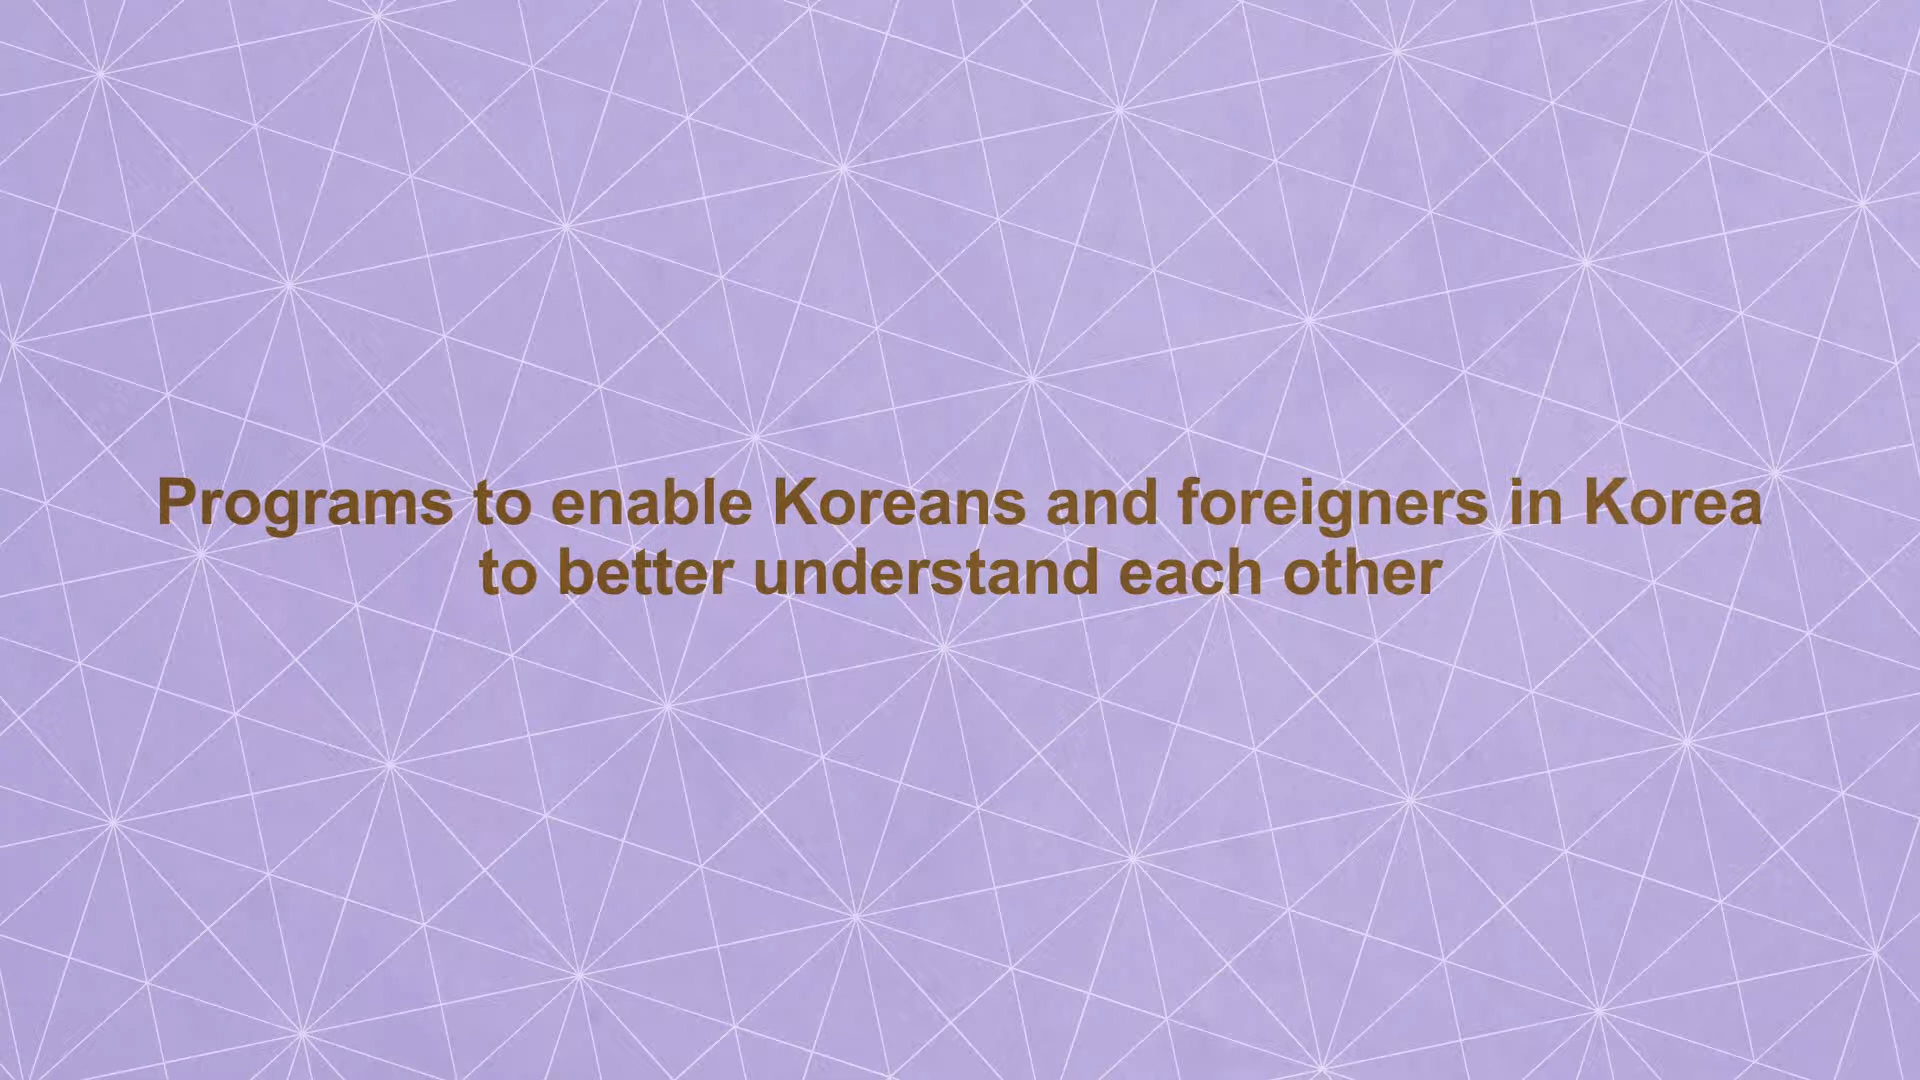 Programs to enable Koreans and foreigners in Korea
to better understand each other